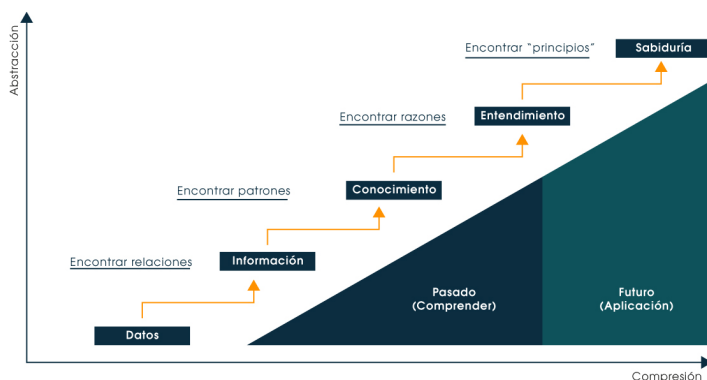 Abstracción
Encontrar “principios”
Sabiduría
Encontrar razones
Entendimiento
Encontrar patrones
Conocimiento
Encontrar relaciones
Información
Datos
Pasado
(Comprender)
Futuro
(Aplicación)
Compresión